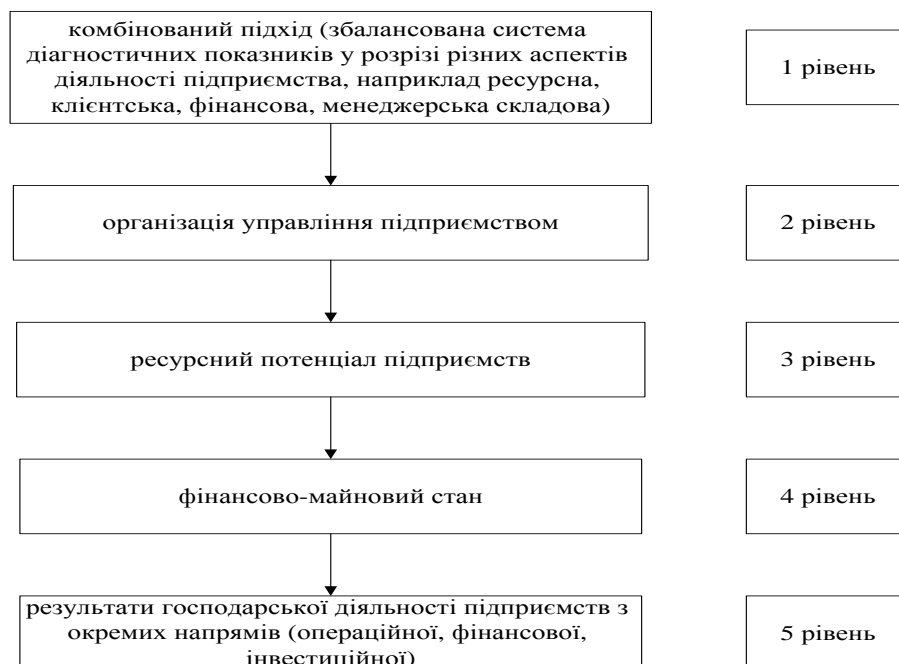 комбінований підхід (збалансована система
діагностичних показників у розрізі різних аспектів
діяльності підприємства, наприклад ресурсна,
клієнтська, фінансова, менеджерська складова)
1 рівень
організація управління підприємством
2 рівень
ресурсний потенціал підприємств
3 рівень
фінансово-майновий стан
4 рівень
результати господарської діяльності підприємств з
окремих напрямів (операційної, фінансової,
інвестиційної)
5 рівень